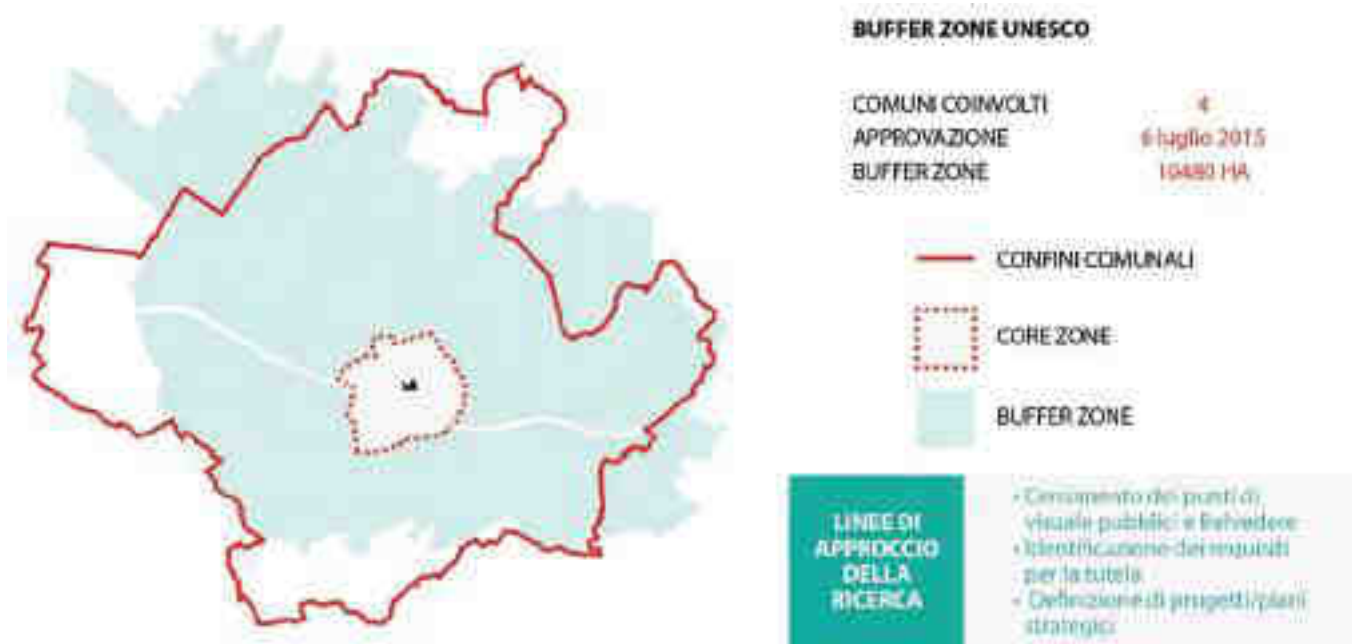 BUFFER ZONE UNESCO
COMUNI COINVOLTI 4
APPROVAZIONE 6 luglio 2015
BUFFER ZONE 10480 HA
CONFINI COMUNALI
CORE ZONE
BUFFER ZONE
LINEE DI
APPROCCIO
DELLA
RICERCA
• Censimento dei punti di
visuale pubblici e Belvedere
• Identificazione dei requisiti
per la tutela
• Definizione di progetti/piani
strategici